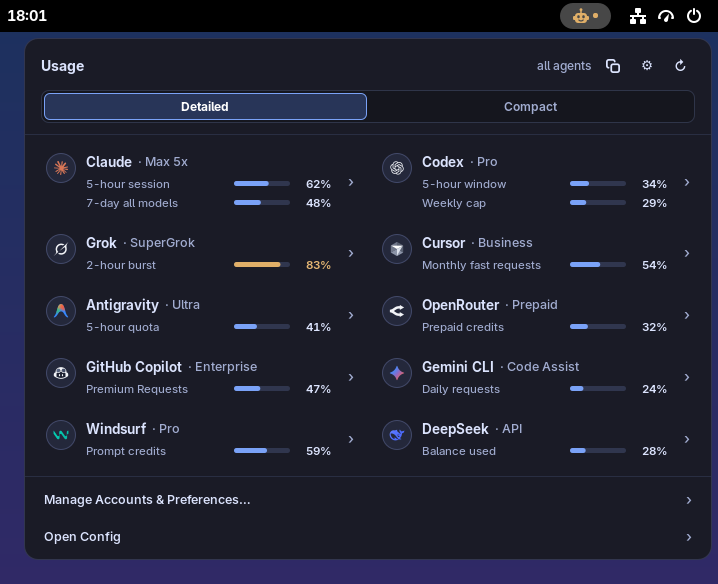 18:01
Usage
all agents
Detailed
Compact
Claude · Max 5x
5-hour session 62%
7-day all models 48%
Codex · Pro
5-hour window 34%
Weekly cap 29%
Grok · SuperGrok
2-hour burst 83%
Cursor · Business
Monthly fast requests 54%
Antigravity · Ultra
5-hour quota 41%
OpenRouter · Prepaid
Prepaid credits 32%
GitHub Copilot · Enterprise
Premium Requests 47%
Gemini CLI · Code Assist
Daily requests 24%
Windsurf · Pro
Prompt credits 59%
DeepSeek · API
Balance used 28%
Manage Accounts & Preferences...
Open Config